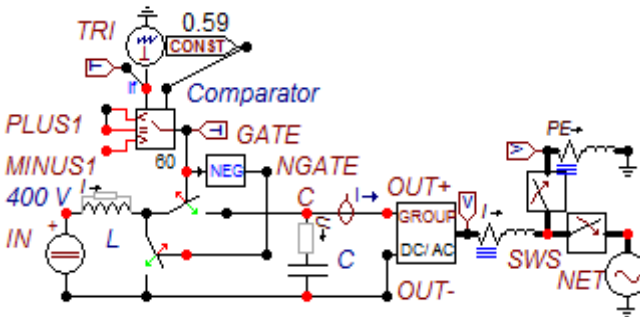 TRI
0.59
CONST
T
If
Comparator
PLUS1
60
T
GATE
MINUS1
NEG
NGATE
V
PE
400 V
I
C
I
OUT+
V
I
IN
+
L
C
GROUP
DC/AC
SWS
NET
OUT-